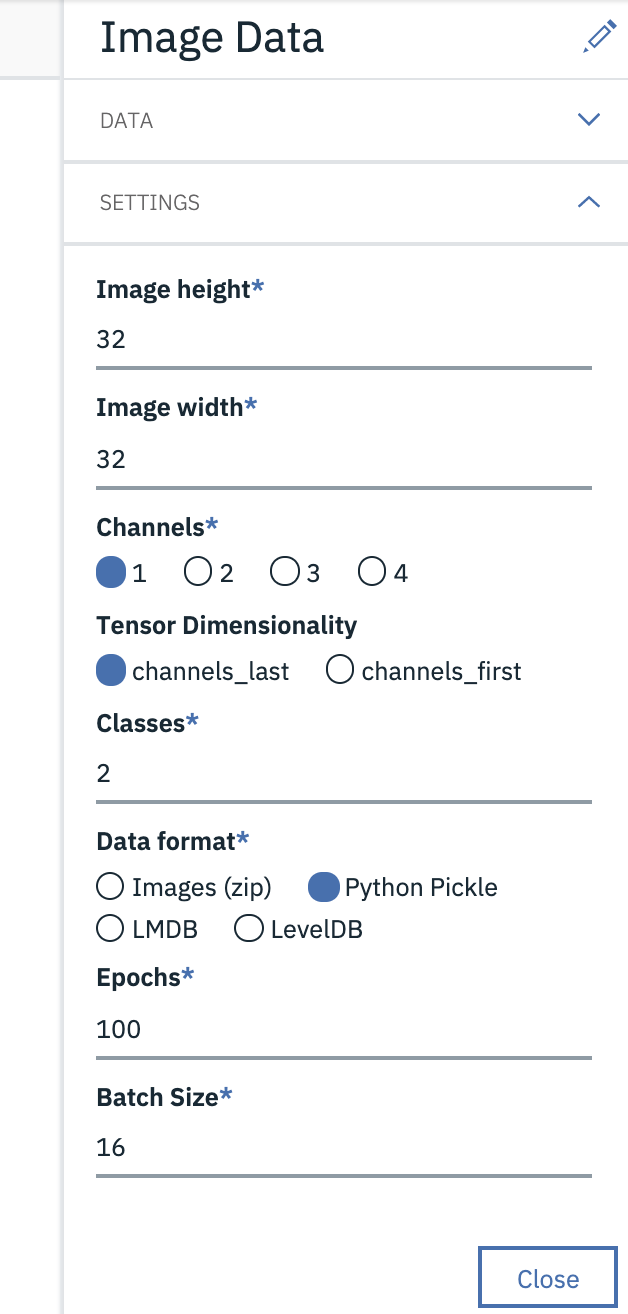 Image Data
DATA
SETTINGS
Image height*
32
Image width*
32
Channels*
1 2 3 4
Tensor Dimensionality
channels_last channels_first
Classes*
2
Data format*
Images (zip) Python Pickle
LMDB LevelDB
Epochs*
100
Batch Size*
16
Close